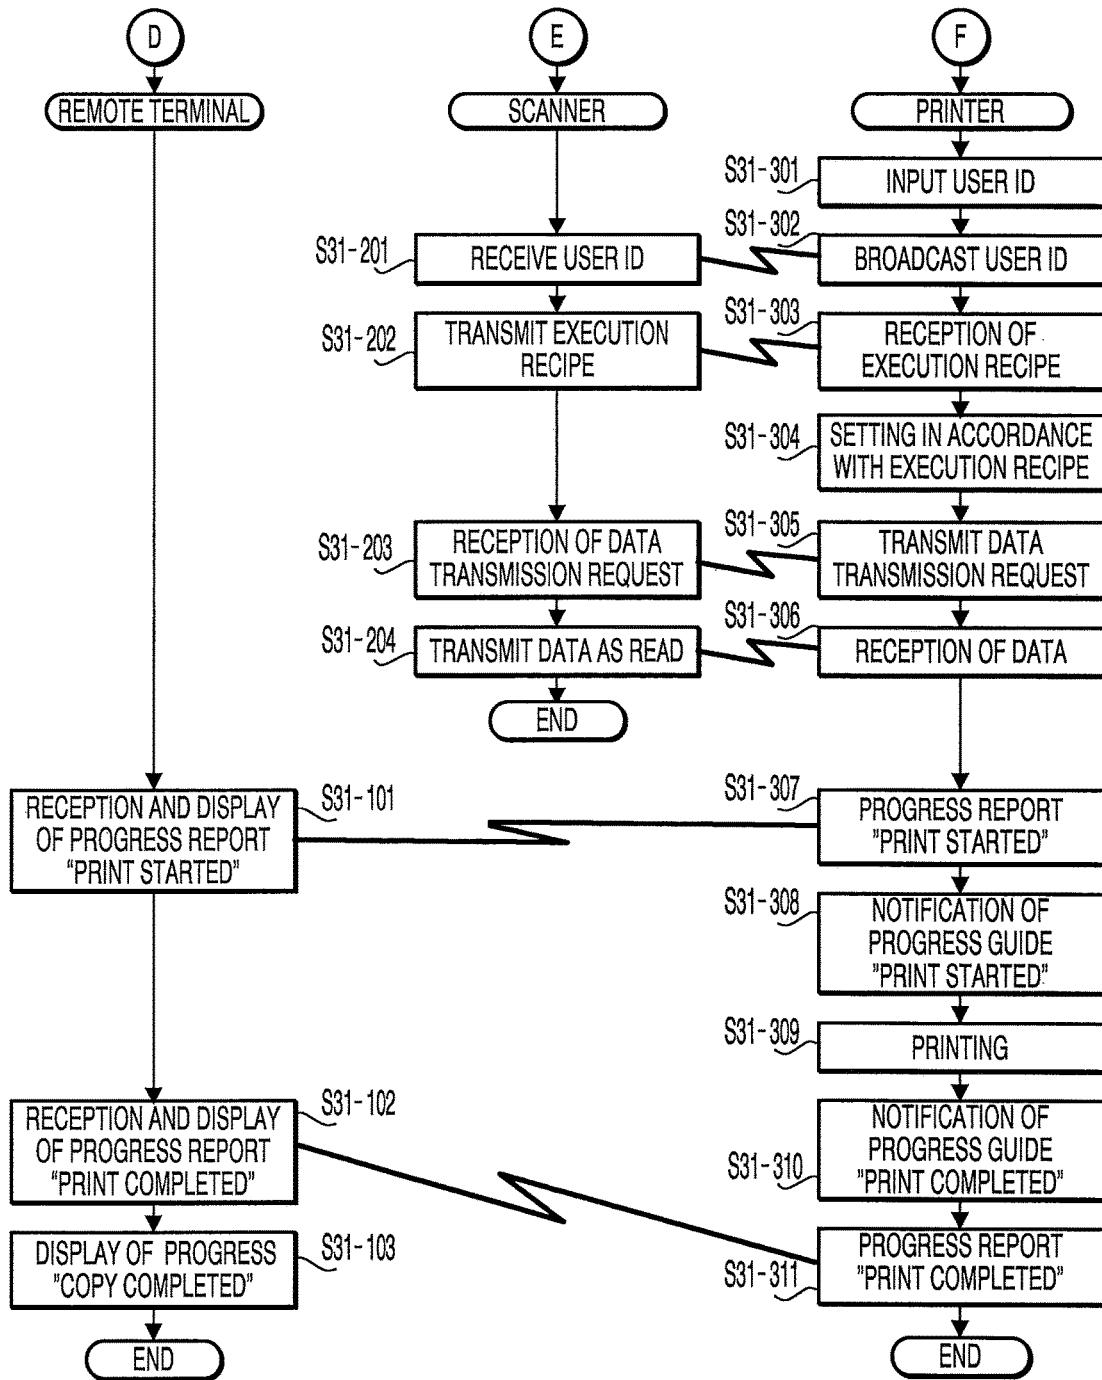 D
E
F
REMOTE TERMINAL
SCANNER
PRINTER
S31-301
INPUT USER ID
S31-302
S31-201
RECEIVE USER ID
BROADCAST USER ID
S31-303
S31-202
TRANSMIT EXECUTION
RECIPE
RECEPTION OF
EXECUTION RECIPE
S31-304
SETTING IN ACCORDANCE
WITH EXECUTION RECIPE
S31-305
S31-203
RECEPTION OF DATA
TRANSMISSION REQUEST
TRANSMIT DATA
TRANSMISSION REQUEST
S31-306
S31-204
TRANSMIT DATA AS READ
RECEPTION OF DATA
END
S31-101
RECEPTION AND DISPLAY
OF PROGRESS REPORT
“PRINT STARTED”
S31-307
PROGRESS REPORT
"PRINT STARTED"
S31-308
NOTIFICATION OF
PROGRESS GUIDE
"PRINT STARTED"
S31-309
PRINTING
S31-102
RECEPTION AND DISPLAY
OF PROGRESS REPORT
“PRINT COMPLETED”
S31-310
NOTIFICATION OF
PROGRESS GUIDE
"PRINT COMPLETED"
S31-103
DISPLAY OF PROGRESS
"COPY COMPLETED"
S31-311
PROGRESS REPORT
"PRINT COMPLETED"
END
END